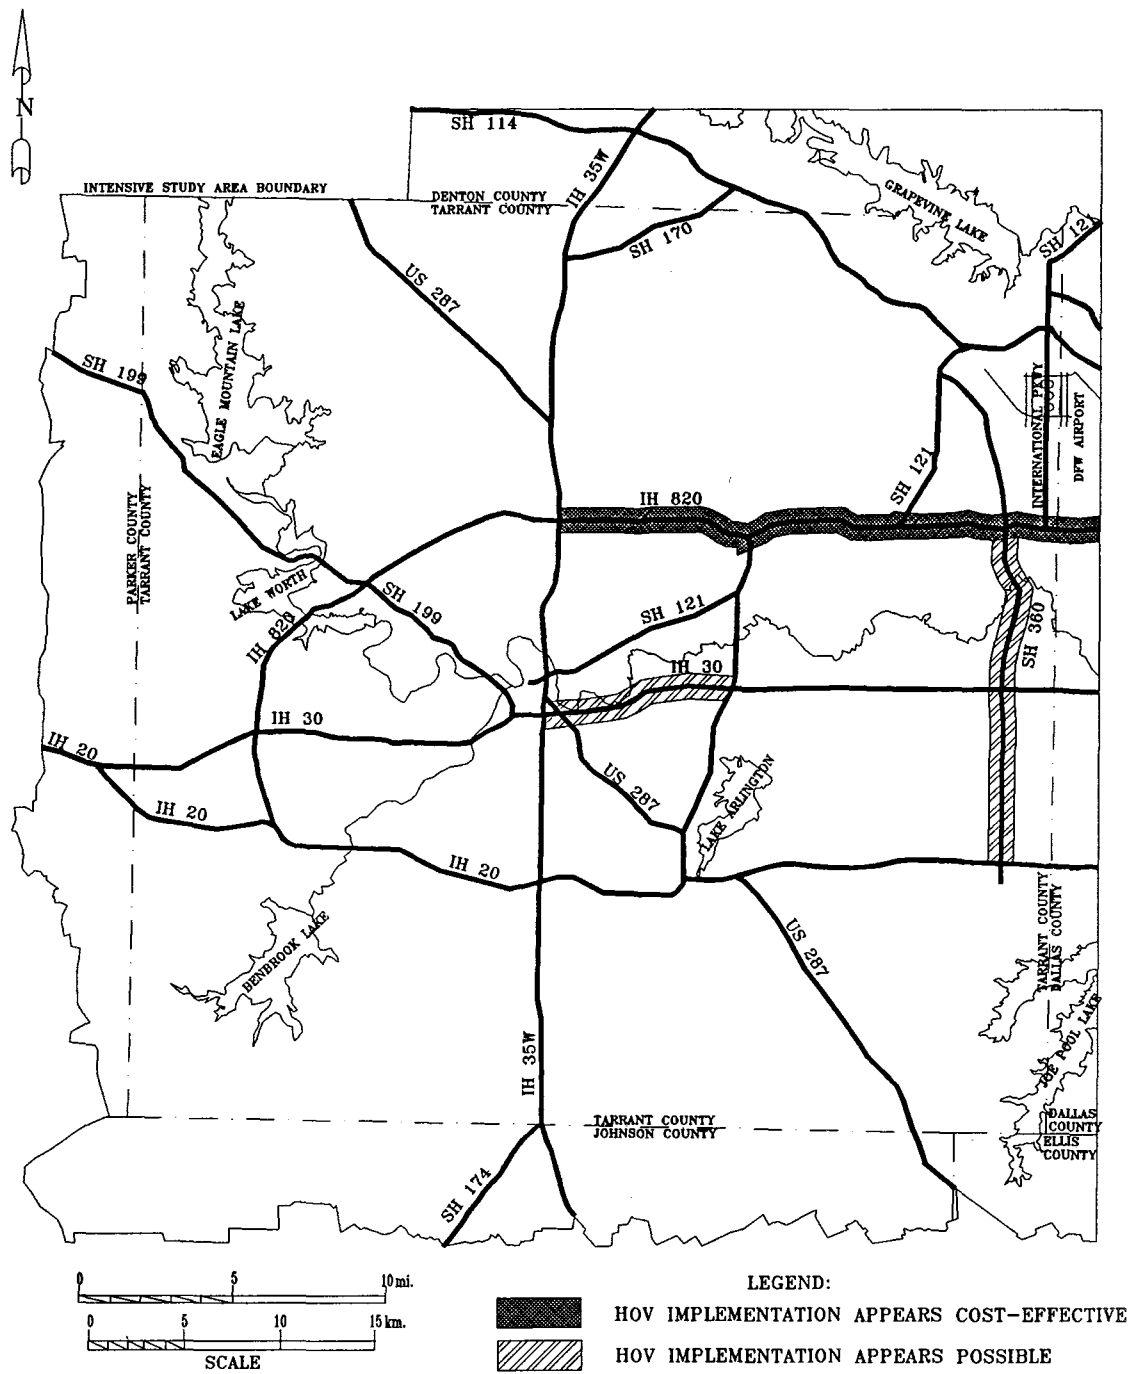 N
SH 114
IH 35W
INTENSIVE STUDY AREA BOUNDARY
DENTON COUNTY
TARRANT COUNTY
GRAPEVINE LAKE
SH 121
SH 170
US 287
SH 199
EAGLE MOUNTAIN LAKE
INTERNATIONAL PKWY
DFW AIRPORT
SH 121
IH 820
PARKER COUNTY
TARRANT COUNTY
LAKE WORTH
SH 199
SH 121
IH 820
SH 360
IH 30
IH 30
IH 20
US 287
LAKE ARLINGTON
IH 20
IH 20
BENBROOK LAKE
US 287
TARRANT COUNTY
DALLAS COUNTY
JOE POOL LAKE
IH 35W
TARRANT COUNTY
JOHNSON COUNTY
DALLAS
COUNTY
ELLIS
COUNTY
SH 174
0 5 10 mi.
0 5 10 15 km.
SCALE
LEGEND:
HOV IMPLEMENTATION APPEARS COST-EFFECTIVE
HOV IMPLEMENTATION APPEARS POSSIBLE